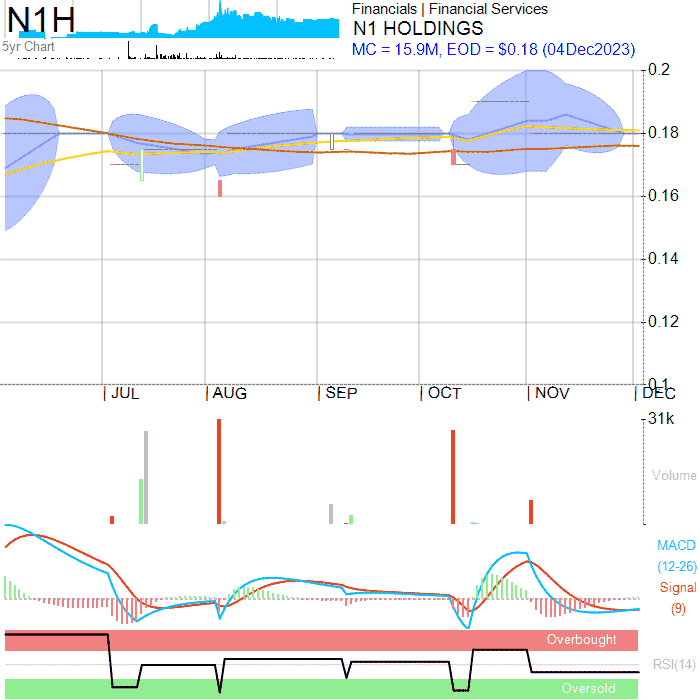 N1H
5yr Chart
Financials | Financial Services
N1 HOLDINGS
MC = 15.9M, EOD = $0.18 (04Dec2023)
0.2
0.18
0.16
0.14
0.12
0.1
| JUL | AUG | SEP | OCT | NOV | DEC
31k
Volume
MACD
(12-26)
Signal
(9)
Overbought
RSI(14)
Oversold